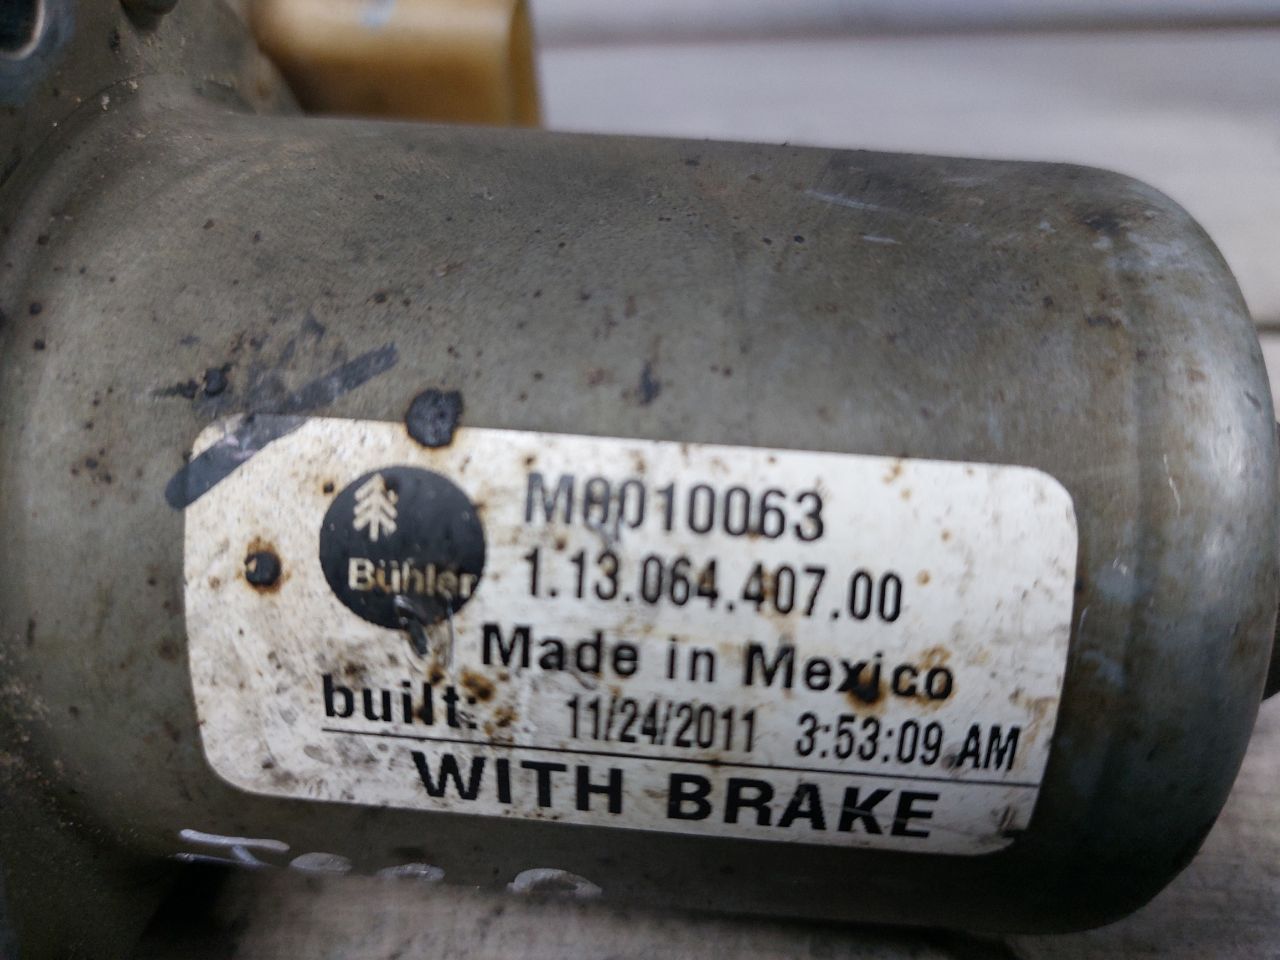 Bühler
M0010063
1.13.064.407.00
Made in Mexico
built: 11/24/2011 3:53:09 AM
WITH BRAKE